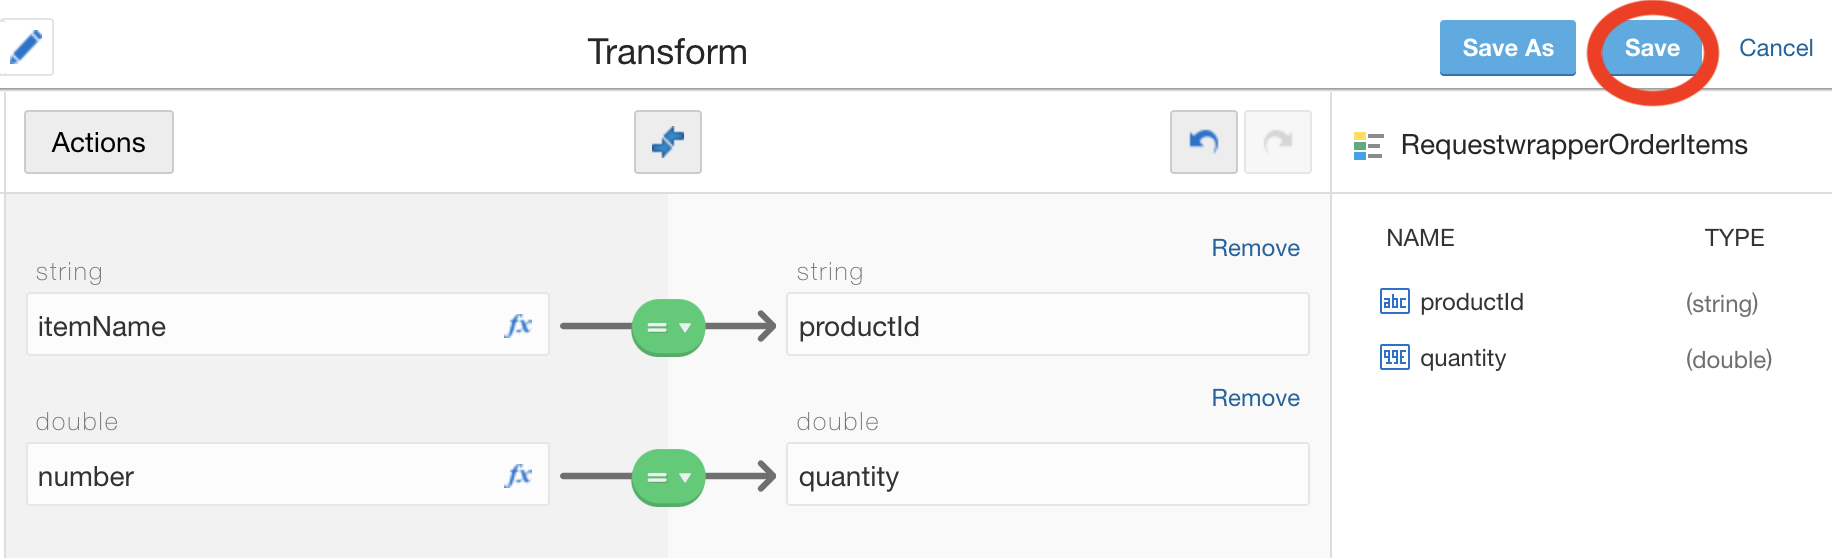 Transform
Save As
Save
Cancel
Actions
RequestwrapperOrderItems
NAME TYPE
abc productId (string)
99E quantity (double)
Remove
string string
itemName fx = productId
Remove
double double
number fx = quantity